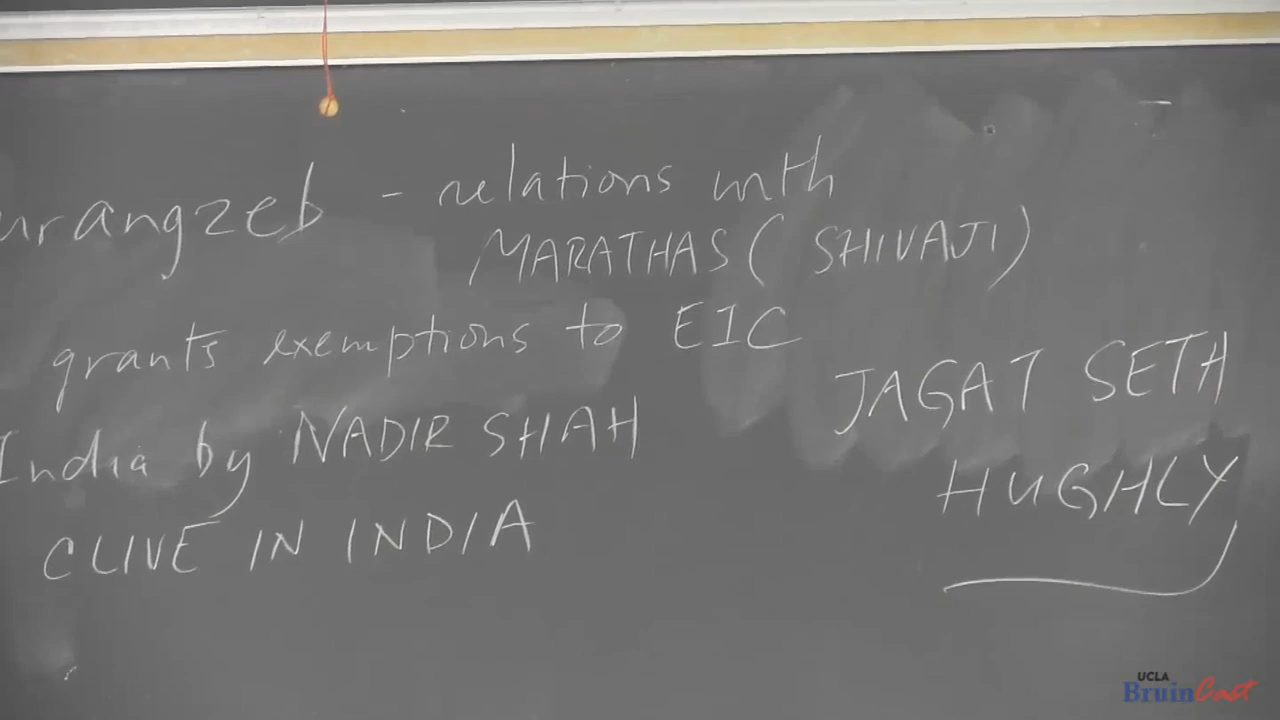 urangzeb - relations with
MARATHAS (SHIVAJI)
grants exemptions to EIC
India by NADIR SHAH
CLIVE IN INDIA
JAGAT SETH
HUGHLY
UCLA
BruinCast